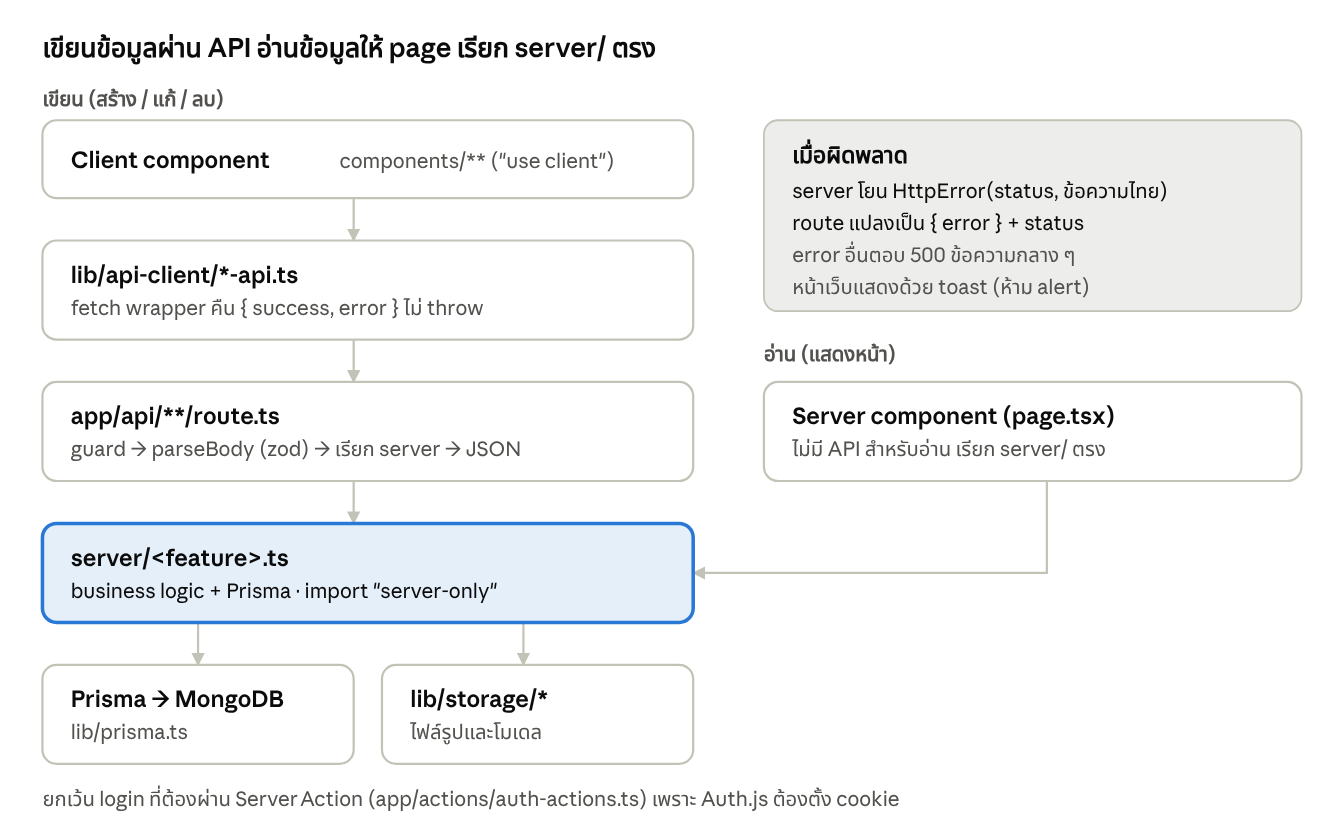 เขียนข้อมูลผ่าน API อ่านข้อมูลให้ page เรียก server/ ตรง
เขียน (สร้าง / แก้ / ลบ)
Client component components/** ("use client")
lib/api-client/*-api.ts
fetch wrapper คืน { success, error } ไม่ throw
app/api/**/route.ts
guard → parseBody (zod) → เรียก server → JSON
server/<feature>.ts
business logic + Prisma · import "server-only"
Prisma → MongoDB
lib/prisma.ts
lib/storage/*
ไฟล์รูปและโมเดล
เมื่อผิดพลาด
server โยน HttpError(status, ข้อความไทย)
route แปลงเป็น { error } + status
error อื่นตอบ 500 ข้อความกลาง ๆ
หน้าเว็บแสดงด้วย toast (ห้าม alert)
อ่าน (แสดงหน้า)
Server component (page.tsx)
ไม่มี API สำหรับอ่าน เรียก server/ ตรง
ยกเว้น login ที่ต้องผ่าน Server Action (app/actions/auth-actions.ts) เพราะ Auth.js ต้องตั้ง cookie